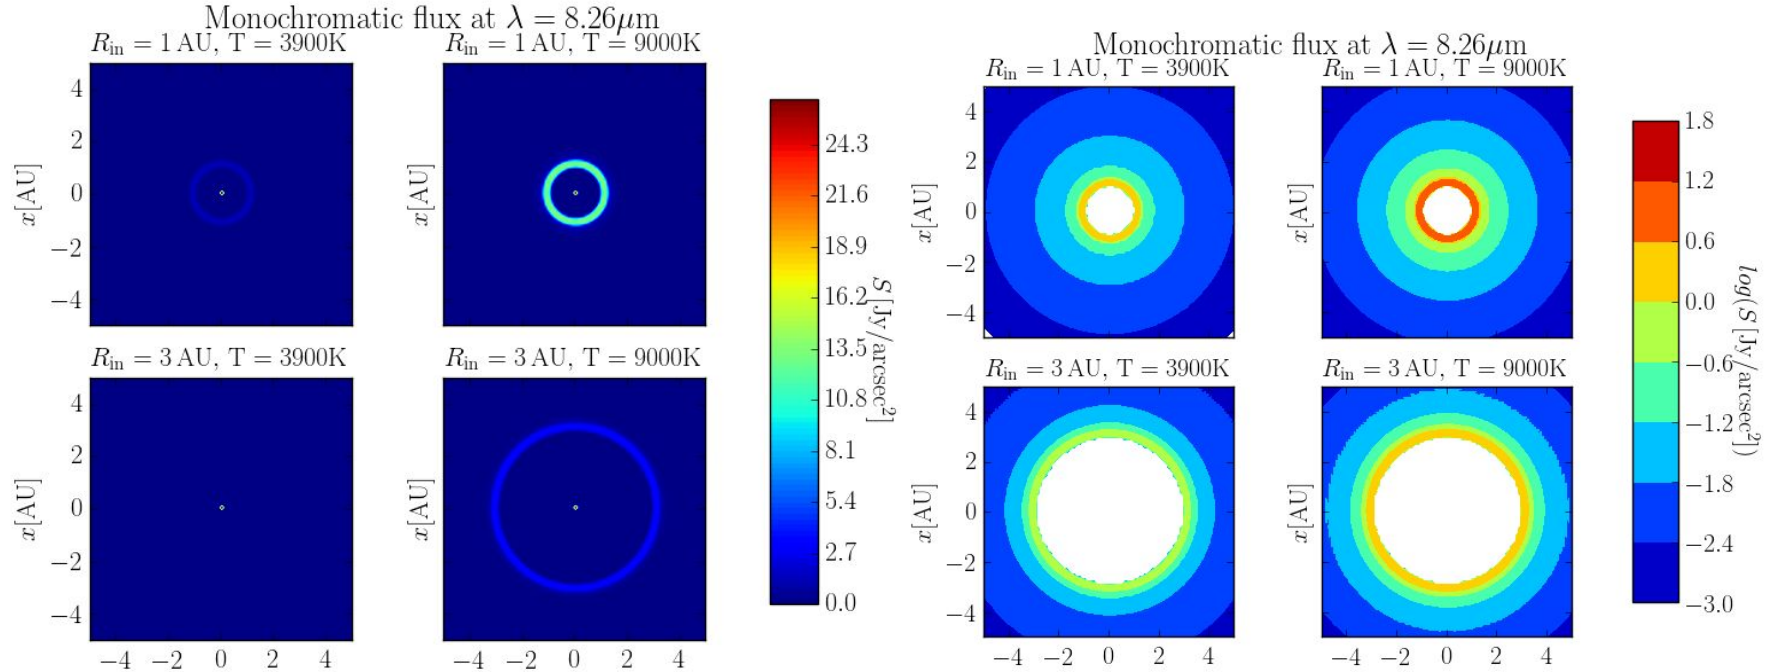 Monochromatic flux at λ = 8.26μm
R_in = 1 AU, T = 3900K
R_in = 1 AU, T = 9000K
x[AU]
4
2
0
−2
−4
x[AU]
R_in = 3 AU, T = 3900K
R_in = 3 AU, T = 9000K
x[AU]
4
2
0
−2
−4
x[AU]
−4 −2 0 2 4
−4 −2 0 2 4
24.3
21.6
18.9
16.2
13.5
10.8
8.1
5.4
2.7
0.0
S[Jy/arcsec²]
Monochromatic flux at λ = 8.26μm
R_in = 1 AU, T = 3900K
R_in = 1 AU, T = 9000K
x[AU]
4
2
0
−2
−4
x[AU]
R_in = 3 AU, T = 3900K
R_in = 3 AU, T = 9000K
x[AU]
4
2
0
−2
−4
x[AU]
−4 −2 0 2 4
−4 −2 0 2 4
1.8
1.2
0.6
0.0
−0.6
−1.2
−1.8
−2.4
−3.0
log(S[Jy/arcsec²])